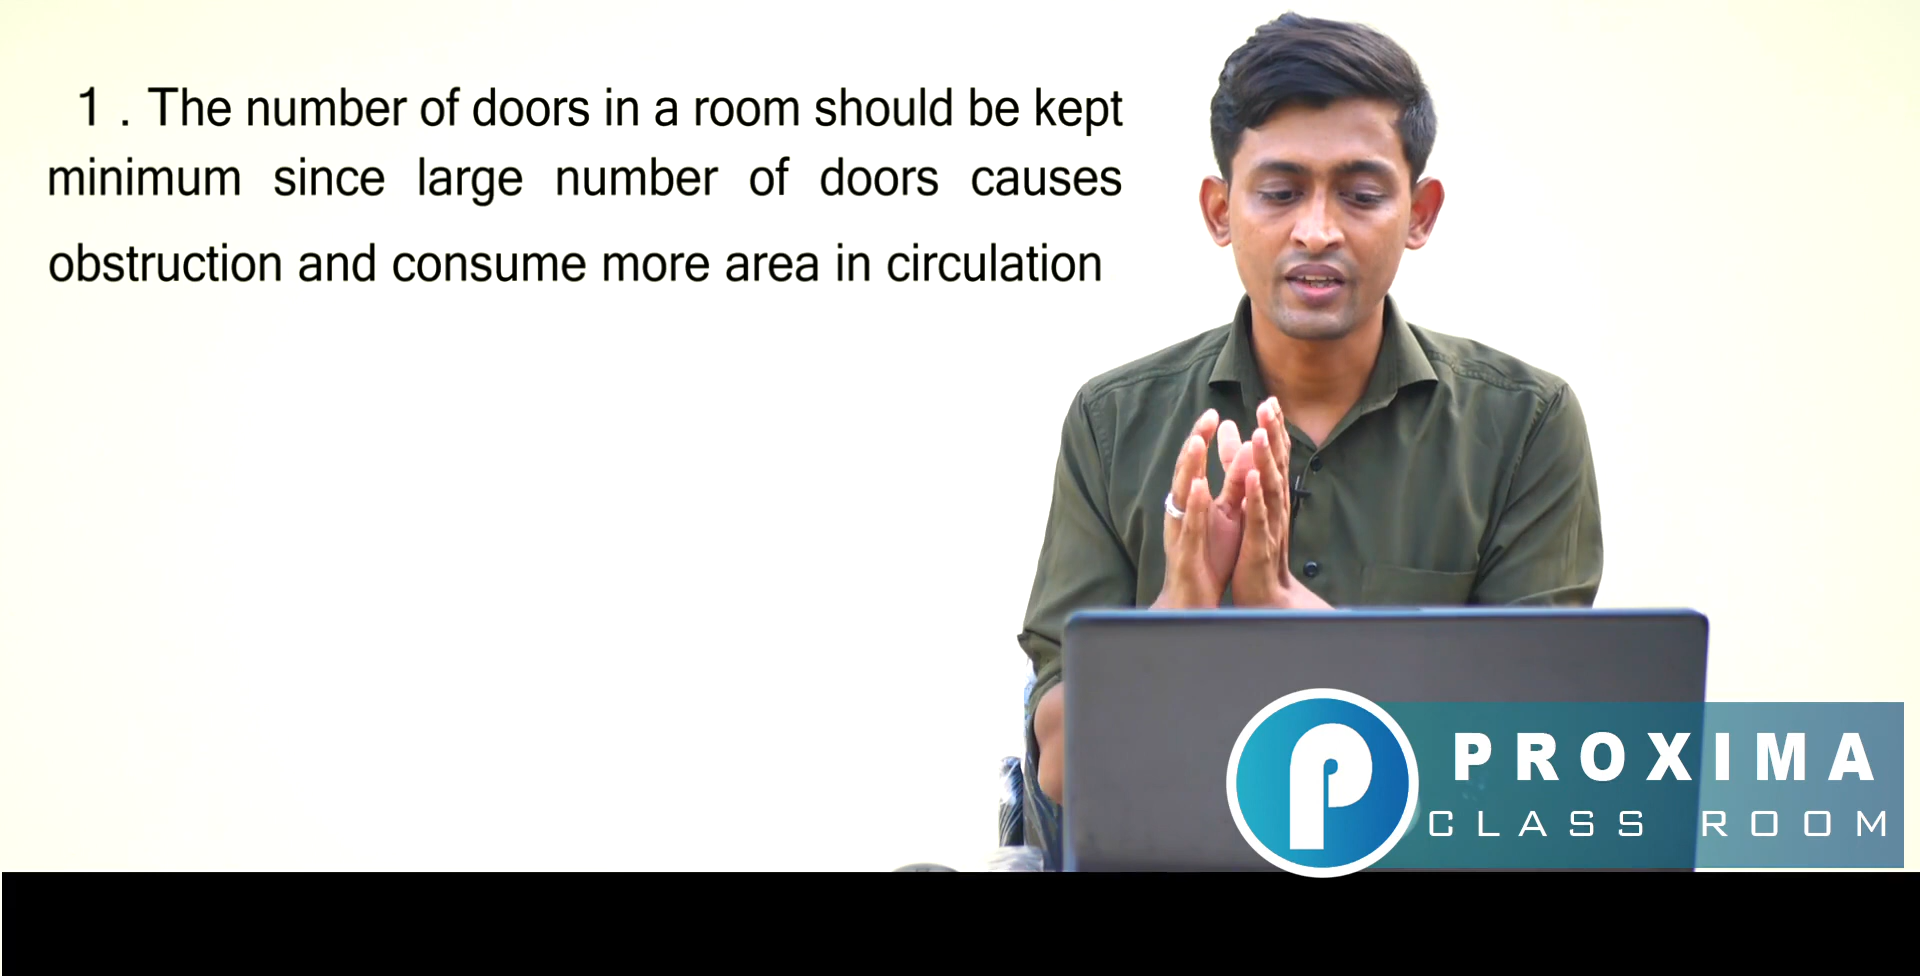 1 . The number of doors in a room should be kept
minimum since large number of doors causes
obstruction and consume more area in circulation
P
PROXIMA
CLASS ROOM